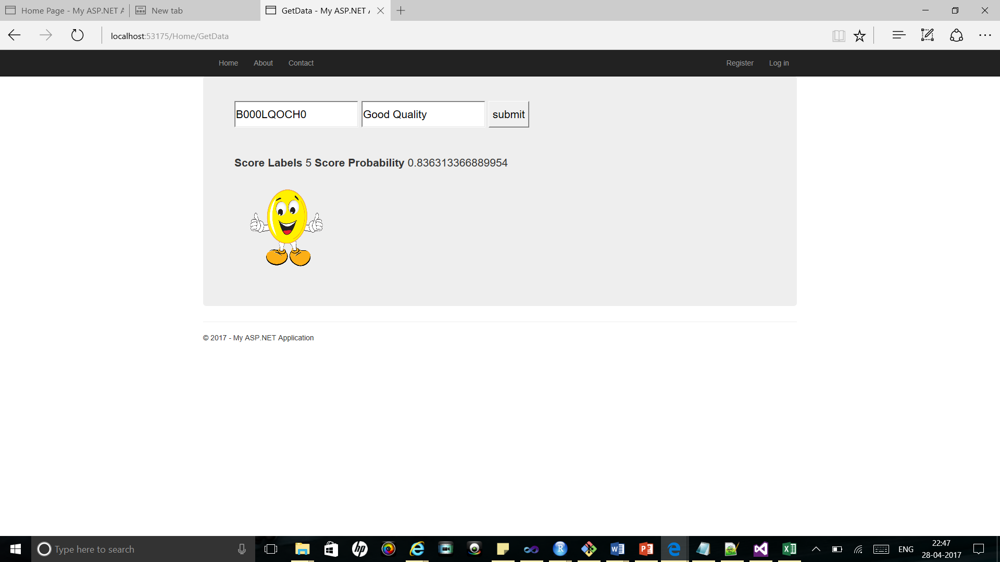 Home Page - My ASP.NET A
New tab
GetData - My ASP.NET A
localhost:53175/Home/GetData
Home About Contact Register Log in
B000LQOCH0 Good Quality submit
Score Labels 5 Score Probability 0.836313366889954
© 2017 - My ASP.NET Application
Type here to search
hp
R
ENG
22:47
28-04-2017